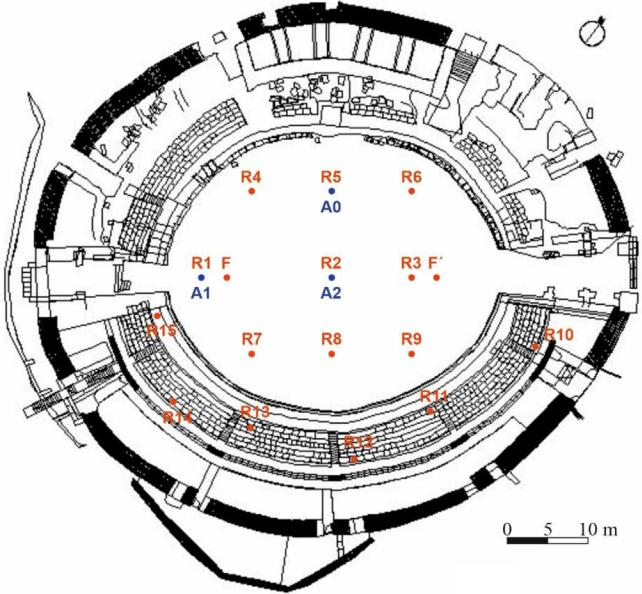 R4 R5 R6
A0
R1 F R2 R3 F´
A1 A2
R15 R10
R7 R8 R9
R14 R13 R11
R12
0 5 10 m